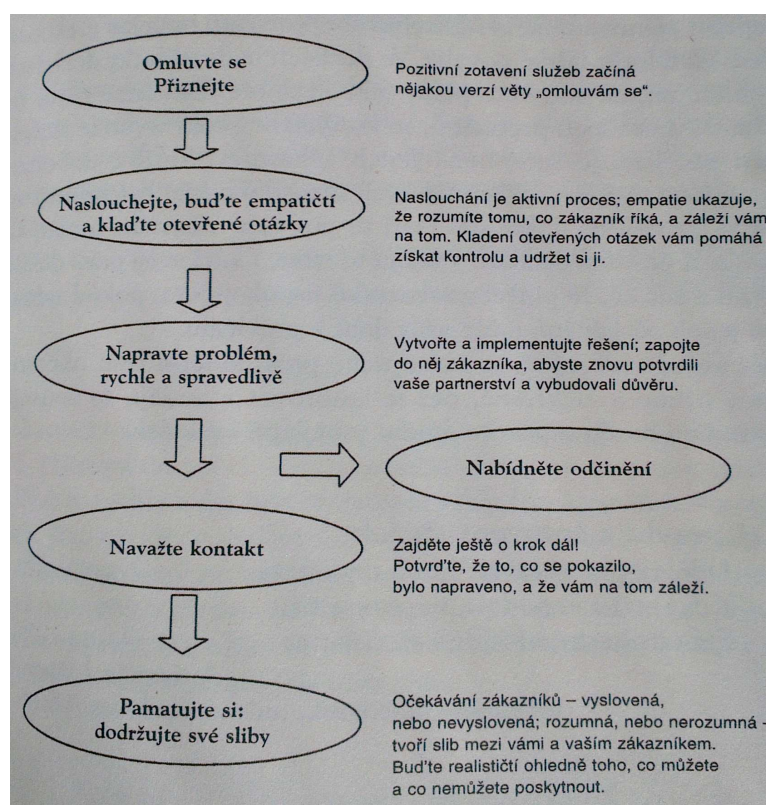 Omluvte se
Přiznejte
Pozitivní zotavení služeb začíná
nějakou verzí věty „omlouvám se“.
Naslouchejte, buďte empatičtí
a klaďte otevřené otázky
Naslouchání je aktivní proces; empatie ukazuje,
že rozumíte tomu, co zákazník říká, a záleží vám
na tom. Kladení otevřených otázek vám pomáhá
získat kontrolu a udržet si ji.
Napravte problém,
rychle a spravedlivě
Vytvořte a implementujte řešení; zapojte
do něj zákazníka, abyste znovu potvrdili
vaše partnerství a vybudovali důvěru.
Nabídněte odčinění
Navažte kontakt
Zajděte ještě o krok dál!
Potvrďte, že to, co se pokazilo,
bylo napraveno, a že vám na tom záleží.
Pamatujte si:
dodržujte své sliby
Očekávání zákazníků – vyslovená,
nebo nevyslovená; rozumná, nebo nerozumná –
tvoří slib mezi vámi a vaším zákazníkem.
Buďte realističtí ohledně toho, co můžete
a co nemůžete poskytnout.